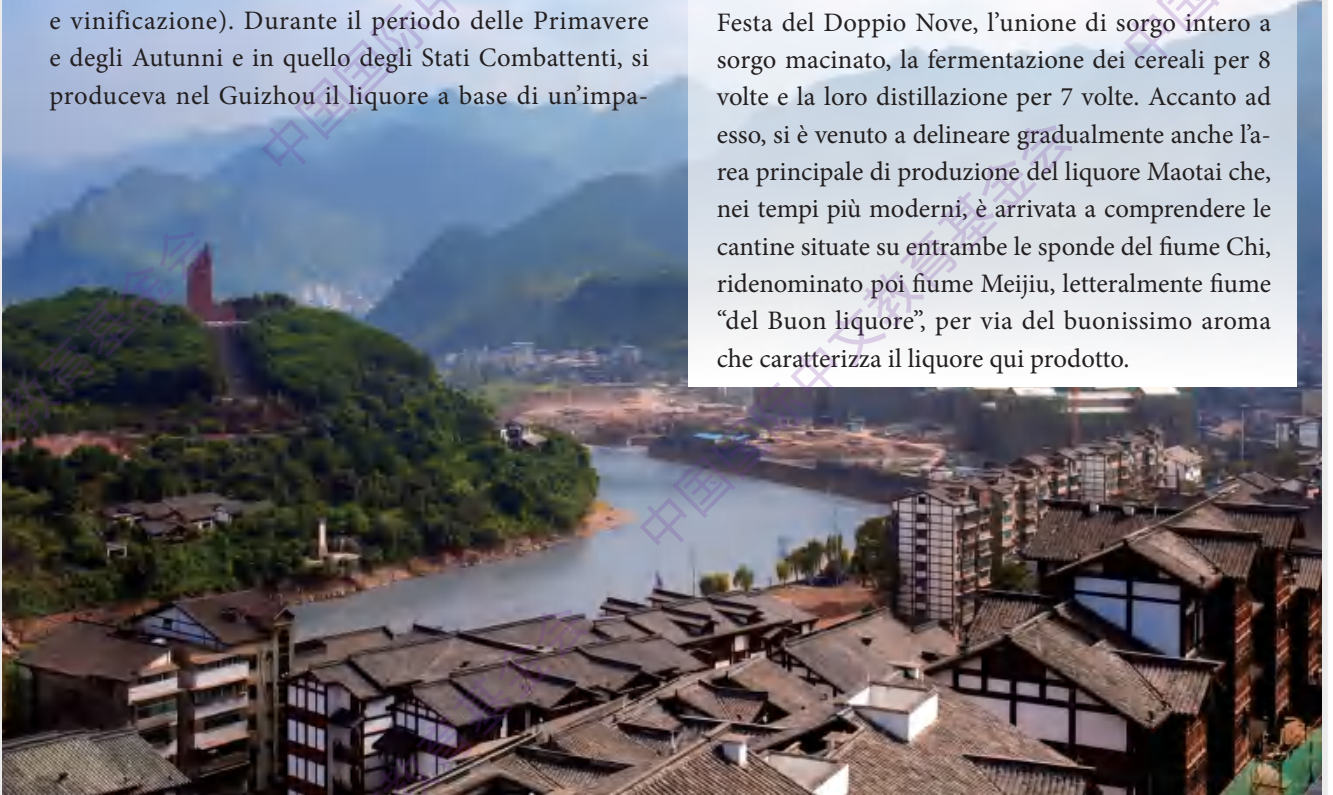 e vinificazione). Durante il periodo delle Primavere
e degli Autunni e in quello degli Stati Combattenti, si
produceva nel Guizhou il liquore a base di un’impa-
Festa del Doppio Nove, l’unione di sorgo intero a
sorgo macinato, la fermentazione dei cereali per 8
volte e la loro distillazione per 7 volte. Accanto ad
esso, si è venuto a delineare gradualmente anche l’a-
rea principale di produzione del liquore Maotai che,
nei tempi più moderni, è arrivata a comprendere le
cantine situate su entrambe le sponde del fiume Chi,
ridenominato poi fiume Meijiu, letteralmente fiume
“del Buon liquore”, per via del buonissimo aroma
che caratterizza il liquore qui prodotto.